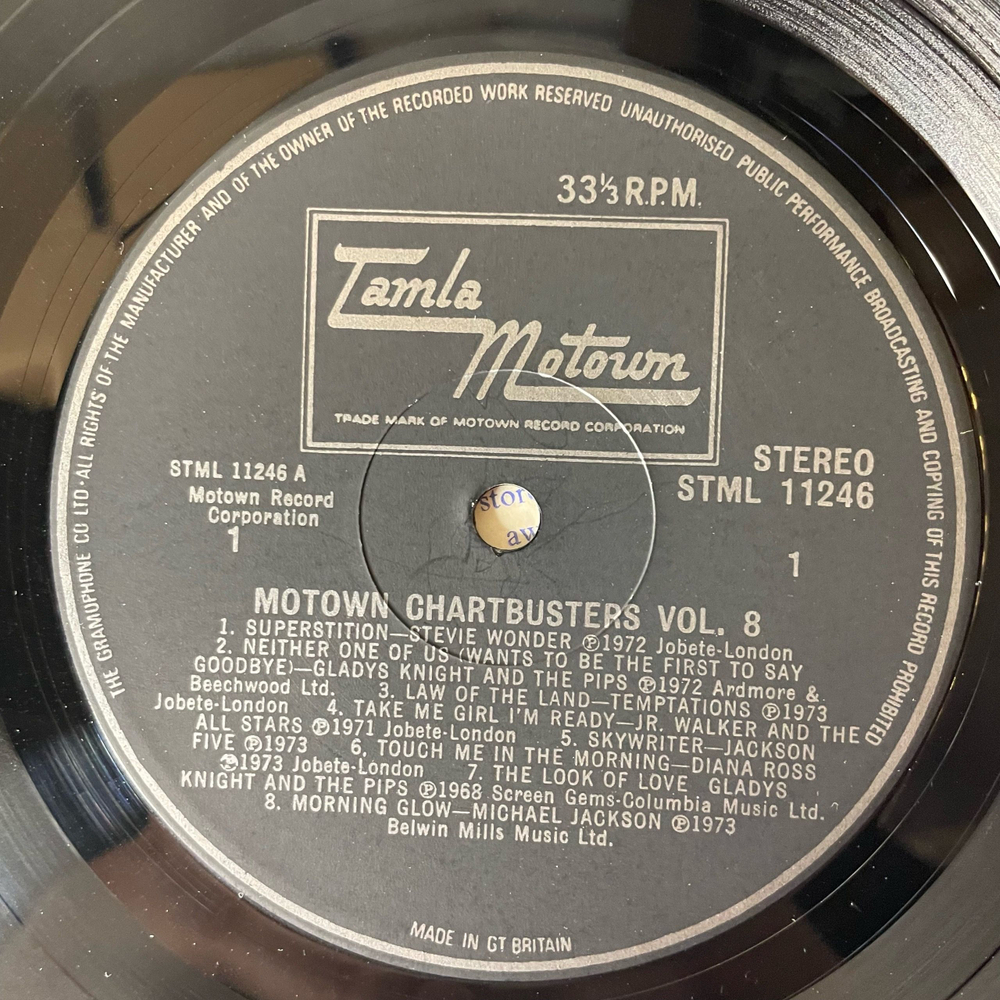 THE GRAMOPHONE CO LTD · ALL RIGHTS OF THE MANUFACTURER AND OF THE OWNER OF THE RECORDED WORK RESERVED UNAUTHORISED PUBLIC PERFORMANCE BROADCASTING AND COPYING OF THIS RECORD PROHIBITED
33⅓ R.P.M.
Tamla
Motown
TRADE MARK OF MOTOWN RECORD CORPORATION
STEREO
STML 11246
STML 11246 A
Motown Record
Corporation
1
1
stor
aw
MOTOWN CHARTBUSTERS VOL. 8
1. SUPERSTITION—STEVIE WONDER ℗1972 Jobete-London
2. NEITHER ONE OF US (WANTS TO BE THE FIRST TO SAY
GOODBYE)—GLADYS KNIGHT AND THE PIPS ℗1972 Ardmore &
Beechwood Ltd. 3. LAW OF THE LAND—TEMPTATIONS ℗1973
Jobete-London 4. TAKE ME GIRL I'M READY—JR. WALKER AND THE
ALL STARS ℗1971 Jobete-London 5. SKYWRITER—JACKSON
FIVE ℗1973 6. TOUCH ME IN THE MORNING—DIANA ROSS
℗1973 Jobete-London 7. THE LOOK OF LOVE GLADYS
KNIGHT AND THE PIPS ℗1968 Screen Gems-Columbia Music Ltd.
8. MORNING GLOW—MICHAEL JACKSON ℗1973
Belwin Mills Music Ltd.
MADE IN GT BRITAIN